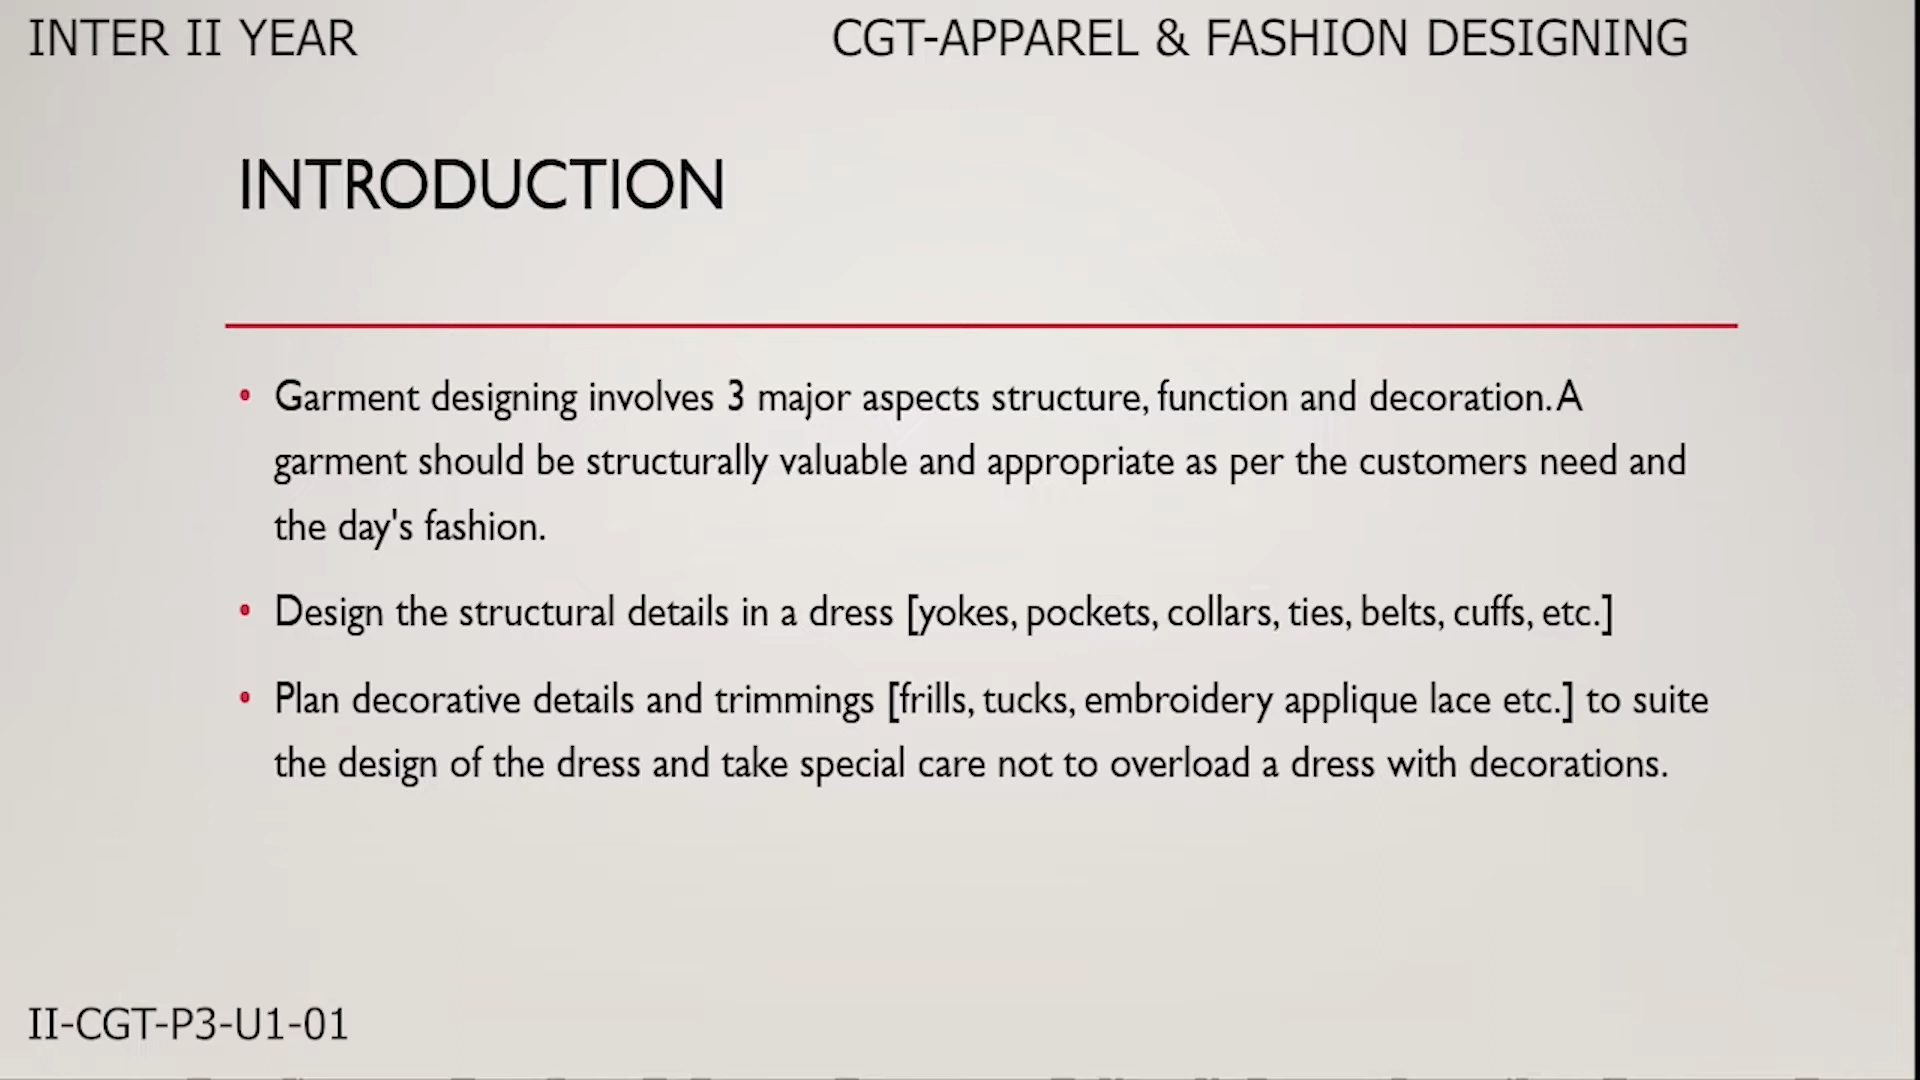 INTER II YEAR
CGT-APPAREL & FASHION DESIGNING
INTRODUCTION
• Garment designing involves 3 major aspects structure, function and decoration. A
garment should be structurally valuable and appropriate as per the customers need and
the day's fashion.
• Design the structural details in a dress [yokes, pockets, collars, ties, belts, cuffs, etc.]
• Plan decorative details and trimmings [frills, tucks, embroidery applique lace etc.] to suite
the design of the dress and take special care not to overload a dress with decorations.
II-CGT-P3-U1-01